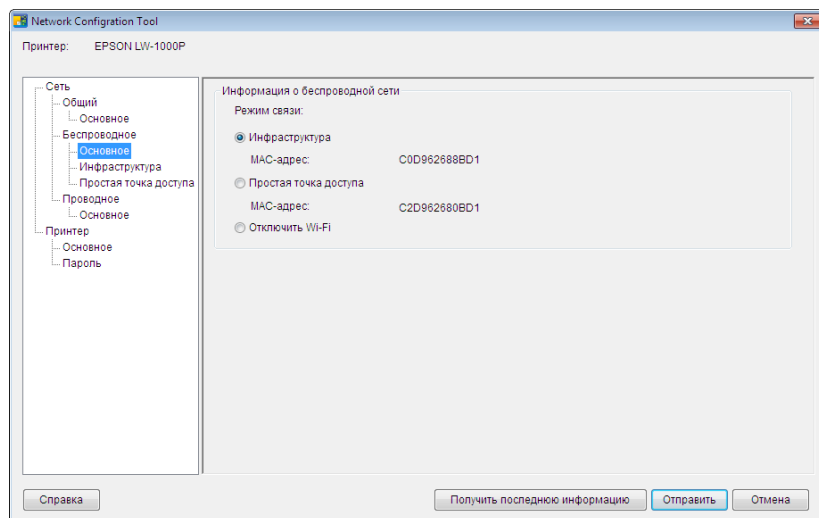 Network Configration Tool
Принтер: EPSON LW-1000P
Сеть
Общий
Основное
Беспроводное
Основное
Инфраструктура
Простая точка доступа
Проводное
Основное
Принтер
Основное
Пароль
Информация о беспроводной сети
Режим связи:
Инфраструктура
MAC-адрес: C0D962688BD1
Простая точка доступа
MAC-адрес: C2D962680BD1
Отключить Wi-Fi
Справка
Получить последнюю информацию
Отправить
Отмена